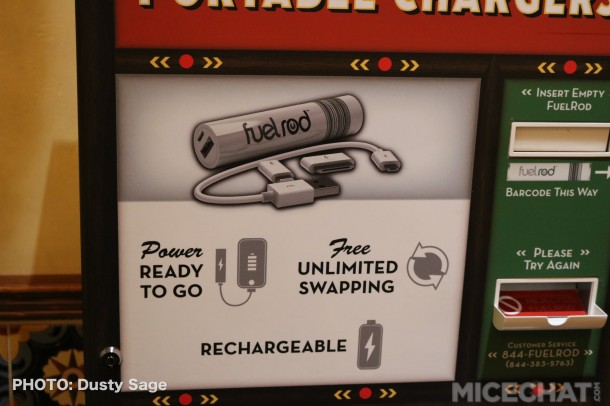 PORTABLE CHARGERS
fuelrod
Power
READY
TO GO
Free
UNLIMITED
SWAPPING
RECHARGEABLE
<< INSERT EMPTY
FUELROD
fuelrod
BARCODE THIS WAY
<< PLEASE >>
TRY AGAIN
CUSTOMER SERVICE
<< 844-FUELROD >>
(844-383-5763)
PHOTO: Dusty Sage
MICECHAT.COM